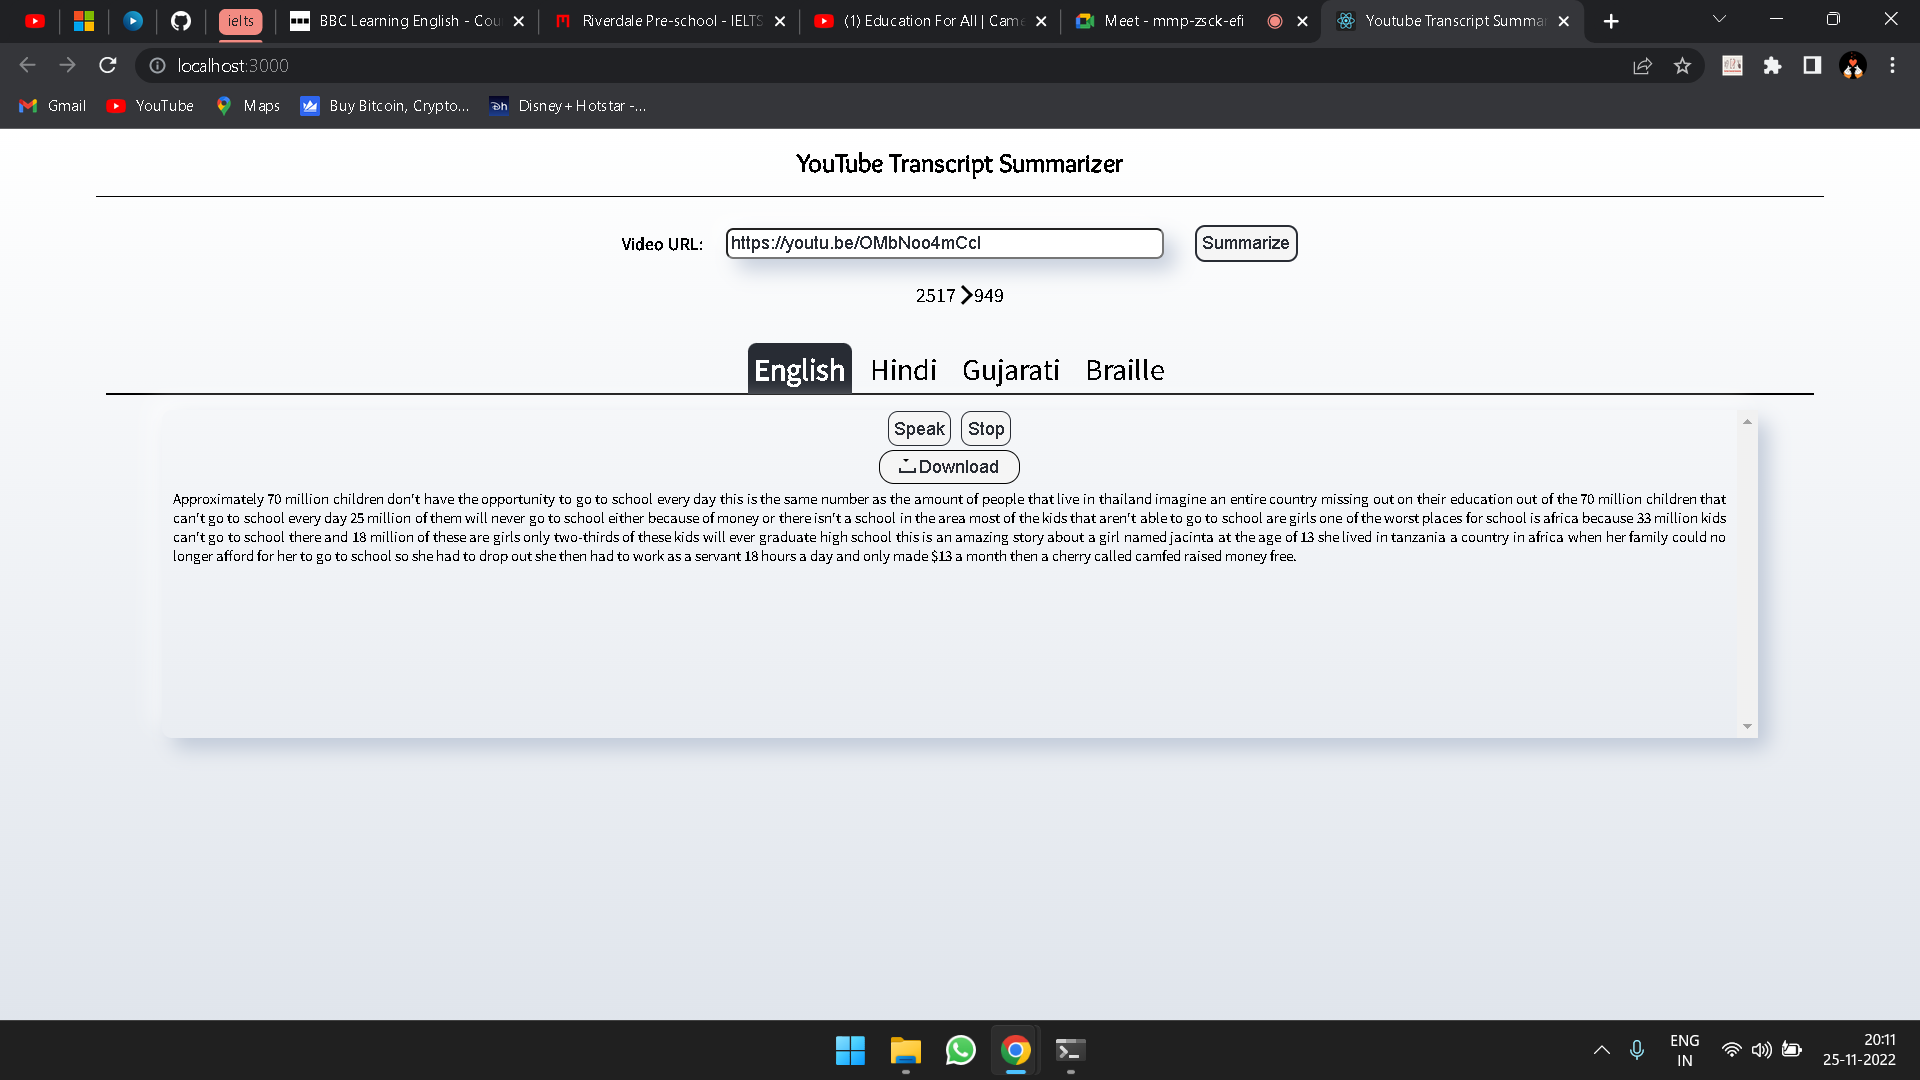 ielts
BBC Learning English - Cou
Riverdale Pre-school - IELTS
(1) Education For All | Came
Meet - mmp-zsck-efi
Youtube Transcript Summar
localhost:3000
Gmail
YouTube
Maps
Buy Bitcoin, Crypto...
Disney+ Hotstar -...
YouTube Transcript Summarizer
Video URL:
https://youtu.be/OMbNoo4mCcI
Summarize
2517 949
English Hindi Gujarati Braille
Speak Stop
Download
Approximately 70 million children don't have the opportunity to go to school every day this is the same number as the amount of people that live in thailand imagine an entire country missing out on their education out of the 70 million children that
can't go to school every day 25 million of them will never go to school either because of money or there isn't a school in the area most of the kids that aren't able to go to school are girls one of the worst places for school is africa because 33 million kids
can't go to school there and 18 million of these are girls only two-thirds of these kids will ever graduate high school this is an amazing story about a girl named jacinta at the age of 13 she lived in tanzania a country in africa when her family could no
longer afford for her to go to school so she had to drop out she then had to work as a servant 18 hours a day and only made $13 a month then a cherry called camfed raised money free.
ENG
IN
20:11
25-11-2022